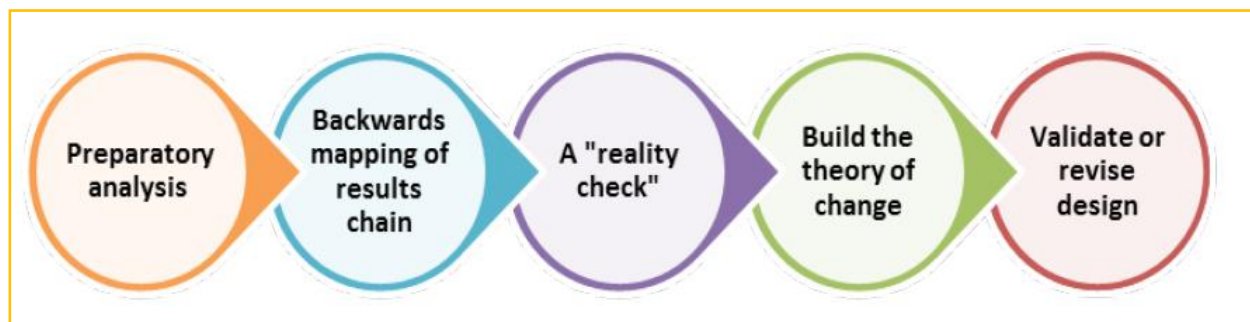 Preparatory
analysis
Backwards
mapping of
results
chain
A "reality
check"
Build the
theory of
change
Validate or
revise
design